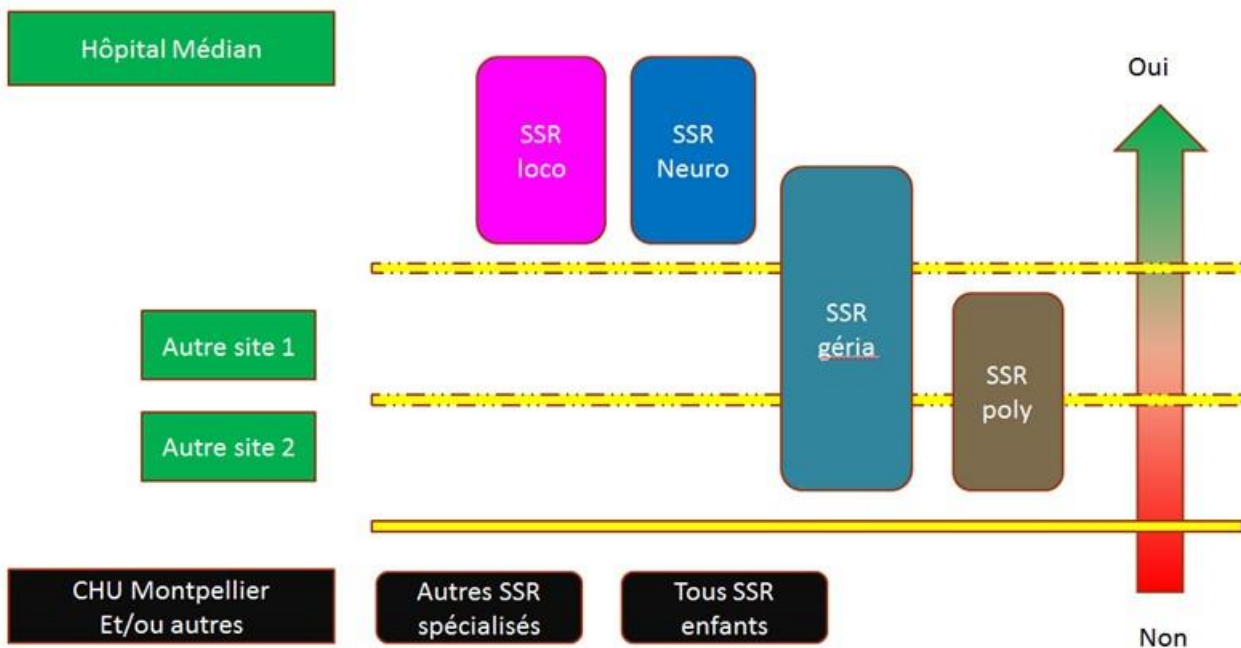 Hôpital Médian
Oui
SSR
loco
SSR
Neuro
SSR
géria
Autre site 1
SSR
poly
Autre site 2
CHU Montpellier
Et/ou autres
Autres SSR
spécialisés
Tous SSR
enfants
Non